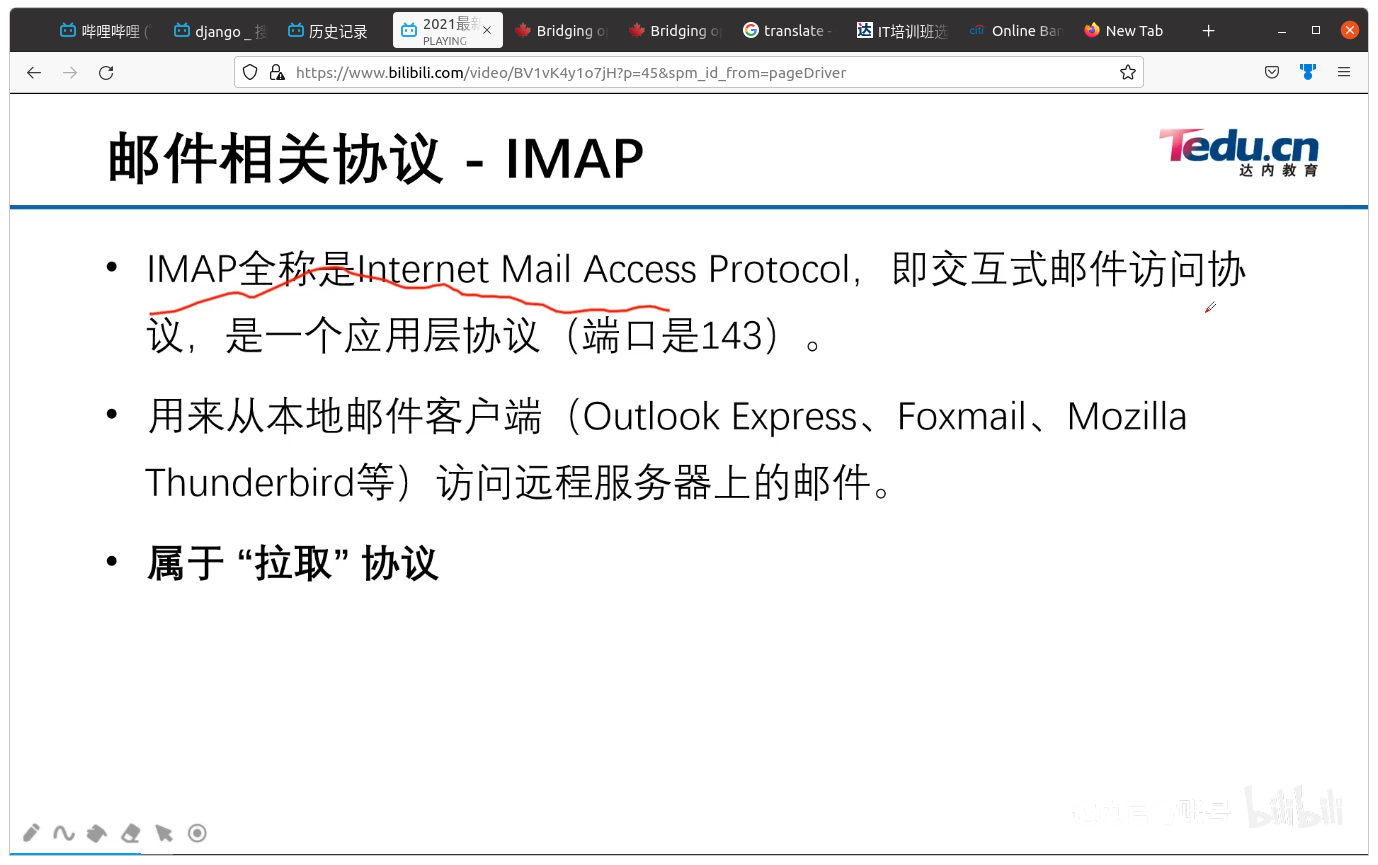 哔哩哔哩 (
django _ 搜
历史记录
2021最新
PLAYING
Bridging o
Bridging o
translate -
达 IT培训班选
citi Online Ban
New Tab
https://www.bilibili.com/video/BV1vK4y1o7jH?p=45&spm_id_from=pageDriver
邮件相关协议 - IMAP
Tedu.cn
达内教育
• IMAP全称是Internet Mail Access Protocol，即交互式邮件访问协
议，是一个应用层协议（端口是143）。
• 用来从本地邮件客户端（Outlook Express、Foxmail、Mozilla
Thunderbird等）访问远程服务器上的邮件。
• 属于 “拉取” 协议
bilibili